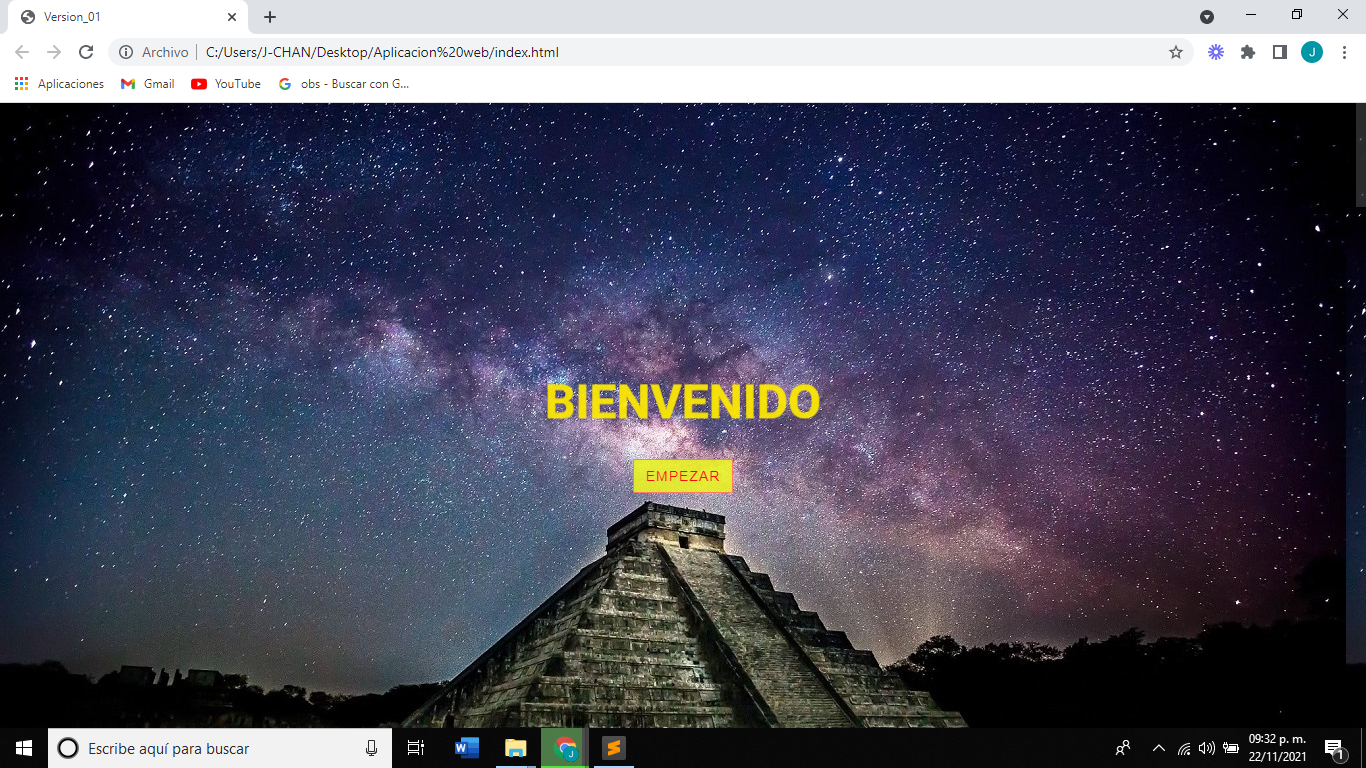 Version_01
Archivo
C:/Users/J-CHAN/Desktop/Aplicacion%20web/index.html
J
Aplicaciones
Gmail
YouTube
obs - Buscar con G...
BIENVENIDO
EMPEZAR
Escribe aquí para buscar
09:32 p. m.
22/11/2021
1